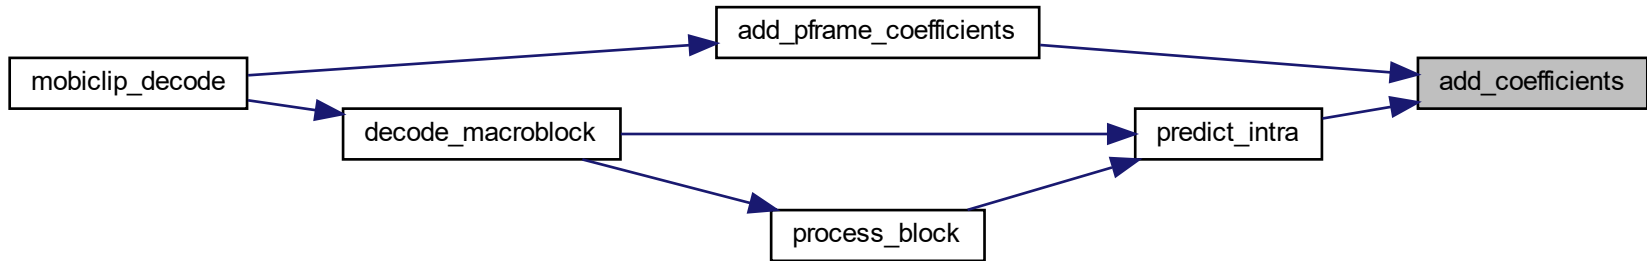 add_pframe_coefficients
mobiclip_decode
add_coefficients
decode_macroblock
predict_intra
process_block